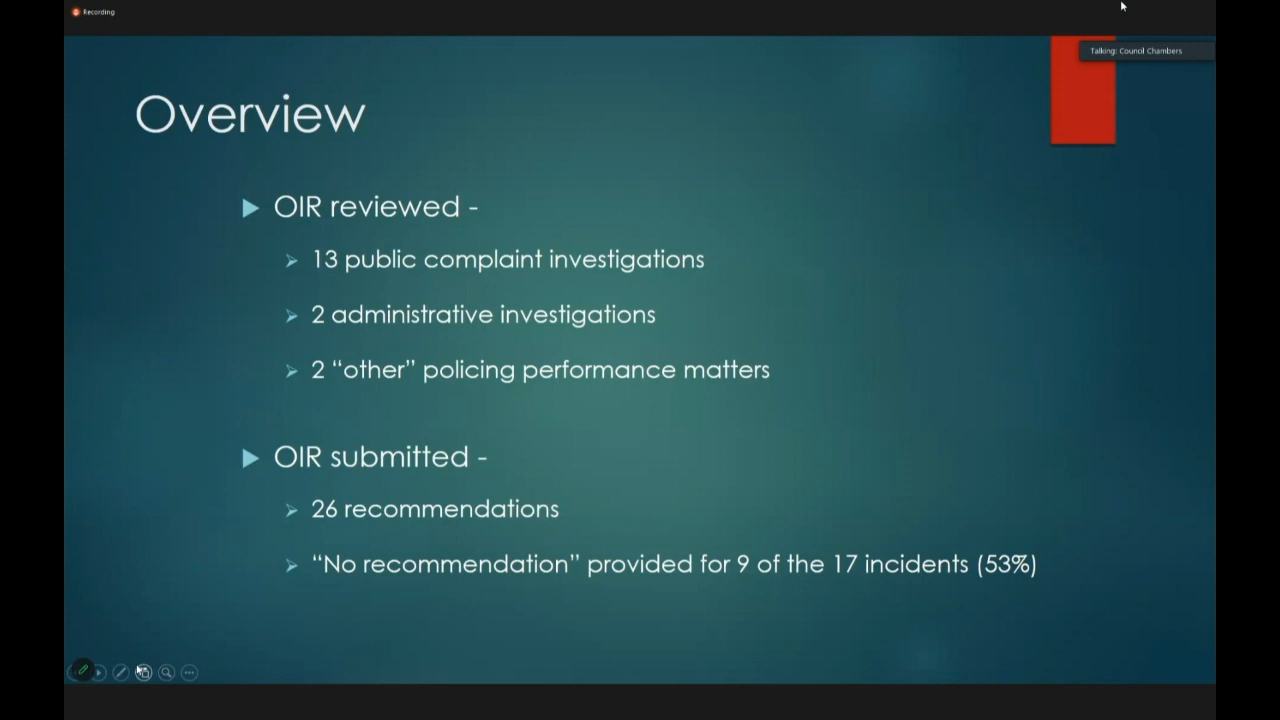 Recording
Talking: Council Chambers
Overview
OIR reviewed -
13 public complaint investigations
2 administrative investigations
2 “other” policing performance matters
OIR submitted -
26 recommendations
“No recommendation” provided for 9 of the 17 incidents (53%)